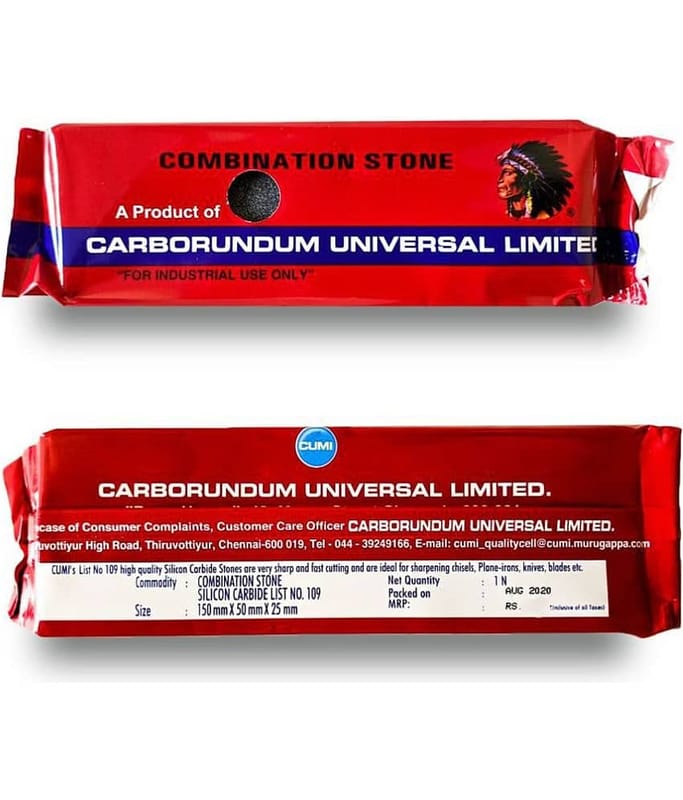 COMBINATION STONE
A Product of
CARBORUNDUM UNIVERSAL LIMITED
"FOR INDUSTRIAL USE ONLY"
®
CUMI
CARBORUNDUM UNIVERSAL LIMITED.
case of Consumer Complaints, Customer Care Officer CARBORUNDUM UNIVERSAL LIMITED.
uvottiyur High Road, Thiruvottiyur, Chennai-600 019, Tel - 044 - 39249166, E-mail: cumi_qualitycell@cumi.murugappa.com
CUMI's List No 109 high quality Silicon Carbide Stones are very sharp and fast cutting and are ideal for sharpening chisels, Plane-irons, knives, blades etc.
Commodity : COMBINATION STONE Net Quantity : 1 N
SILICON CARBIDE LIST NO. 109 Packed on : AUG 2020
MRP: : RS. (Inclusive of all Taxes)
Size : 150 mm X 50 mm X 25 mm